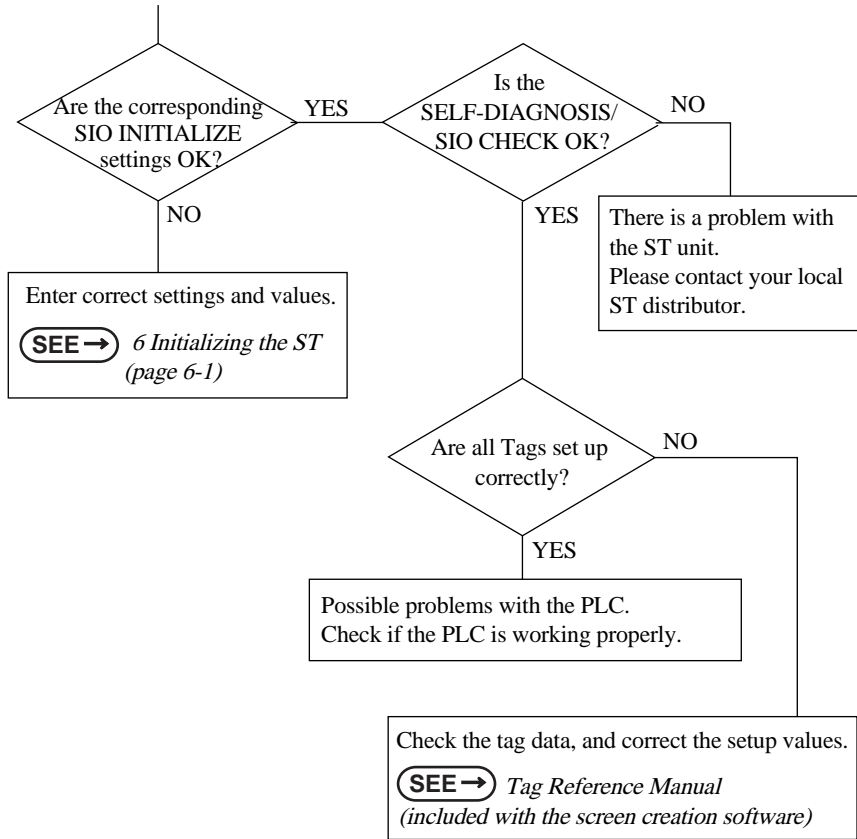 Are the corresponding
SIO INITIALIZE
settings OK?
YES
NO
Is the
SELF-DIAGNOSIS/
SIO CHECK OK?
NO
YES
There is a problem with
the ST unit.
Please contact your local
ST distributor.
Enter correct settings and values.
SEE → 6 Initializing the ST
(page 6-1)
Are all Tags set up
correctly?
NO
YES
Possible problems with the PLC.
Check if the PLC is working properly.
Check the tag data, and correct the setup values.
SEE → Tag Reference Manual
(included with the screen creation software)